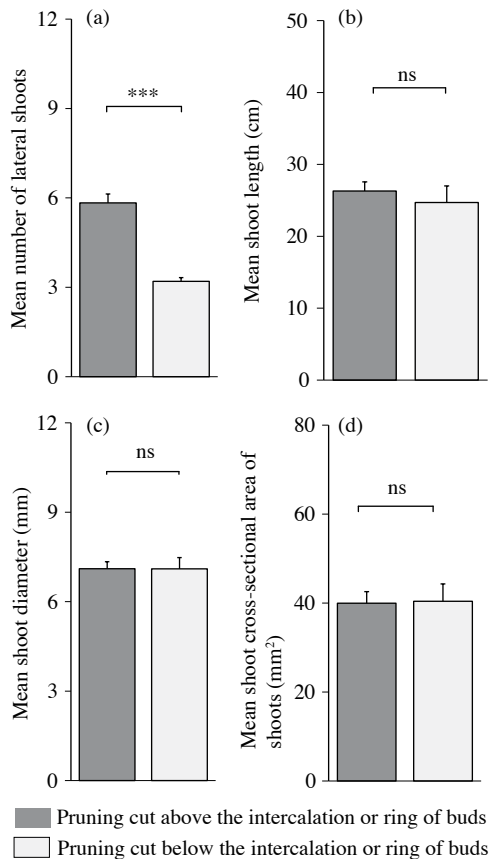 (a)
Mean number of lateral shoots
12
9
6
3
0
***
(b)
Mean shoot length (cm)
60
50
40
30
20
10
0
ns
(c)
Mean shoot diameter (mm)
12
9
6
3
0
ns
(d)
Mean shoot cross-sectional area of
shoots (mm²)
80
60
40
20
0
ns
Pruning cut above the intercalation or ring of buds
Pruning cut below the intercalation or ring of buds